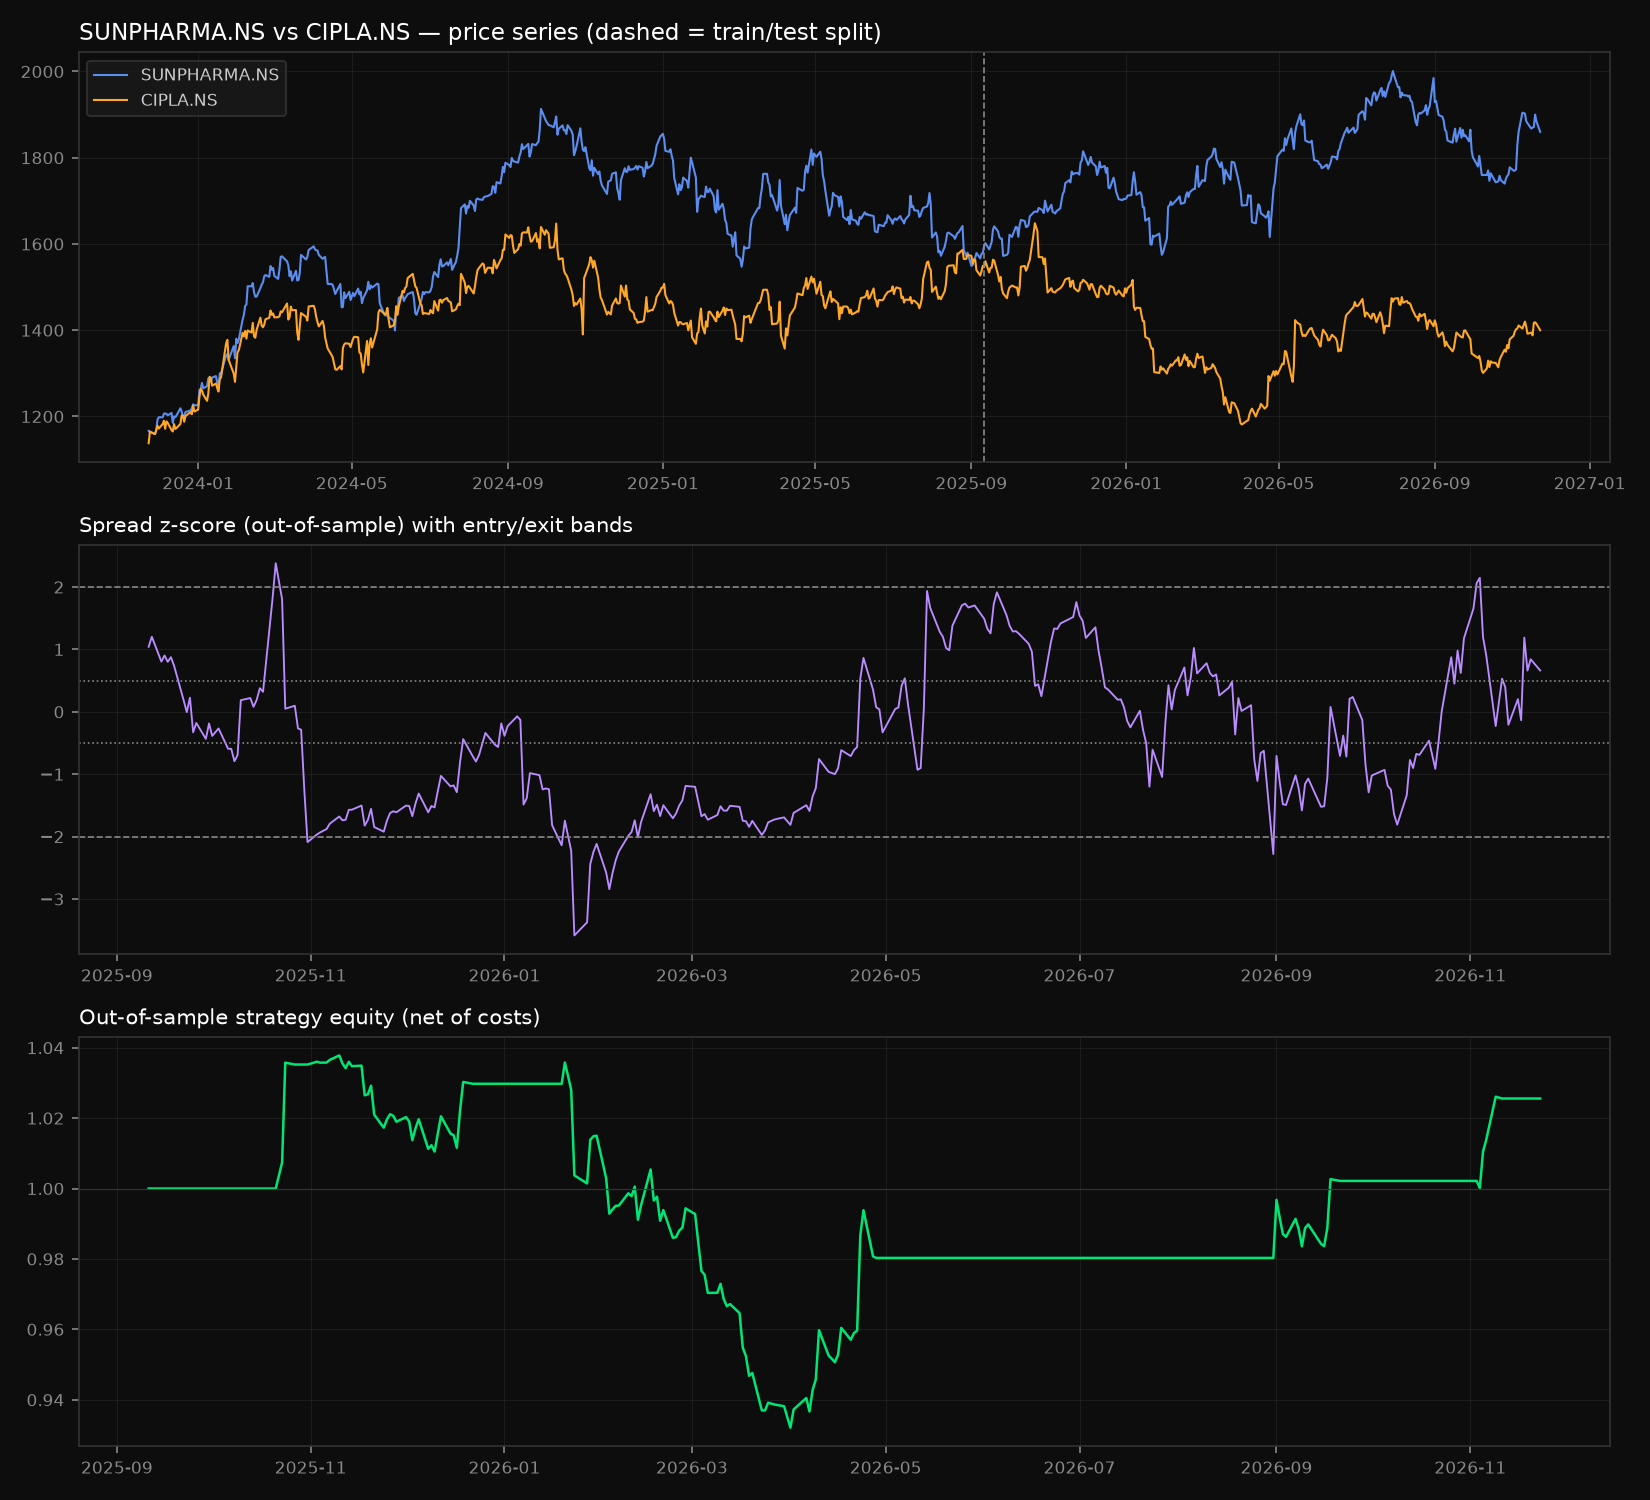 SUNPHARMA.NS vs CIPLA.NS — price series (dashed = train/test split)
SUNPHARMA.NS
CIPLA.NS
2000
1800
1600
1400
1200
2024-01 2024-05 2024-09 2025-01 2025-05 2025-09 2026-01 2026-05 2026-09 2027-01
Spread z-score (out-of-sample) with entry/exit bands
2
1
0
−1
−2
−3
2025-09 2025-11 2026-01 2026-03 2026-05 2026-07 2026-09 2026-11
Out-of-sample strategy equity (net of costs)
1.04
1.02
1.00
0.98
0.96
0.94
2025-09 2025-11 2026-01 2026-03 2026-05 2026-07 2026-09 2026-11